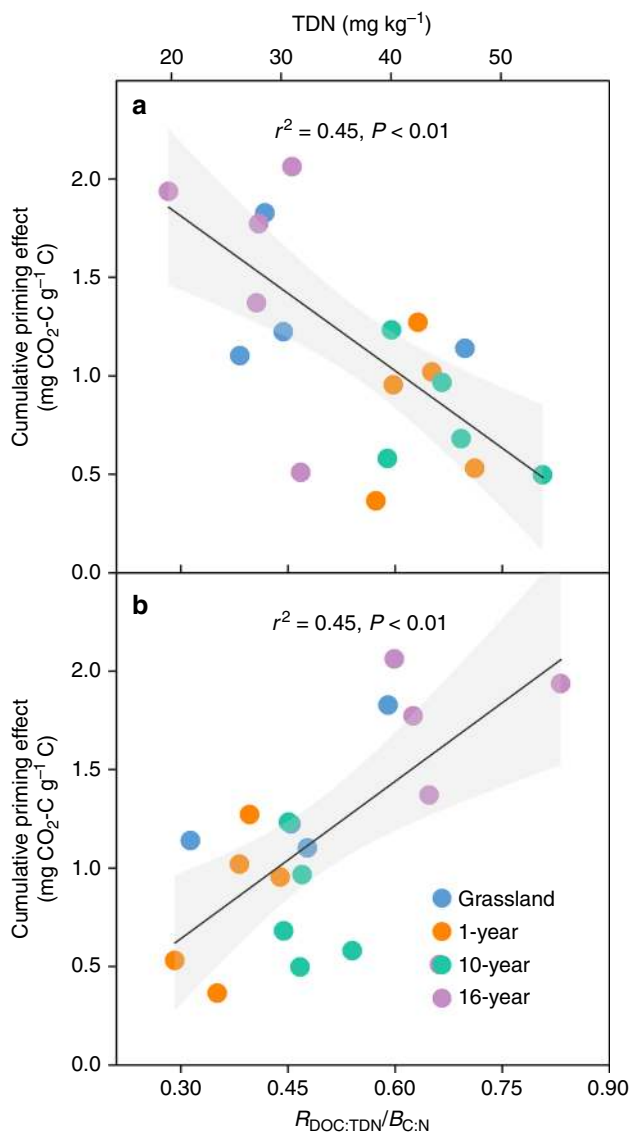 TDN (mg kg⁻¹)
20 30 40 50
a
r² = 0.45, P < 0.01
Cumulative priming effect
(mg CO₂-C g⁻¹ C)
2.0
1.5
1.0
0.5
0.0
b
r² = 0.45, P < 0.01
Cumulative priming effect
(mg CO₂-C g⁻¹ C)
2.0
1.5
1.0
0.5
0.0
Grassland
1-year
10-year
16-year
0.30 0.45 0.60 0.75 0.90
R_DOC:TDN/B_C:N